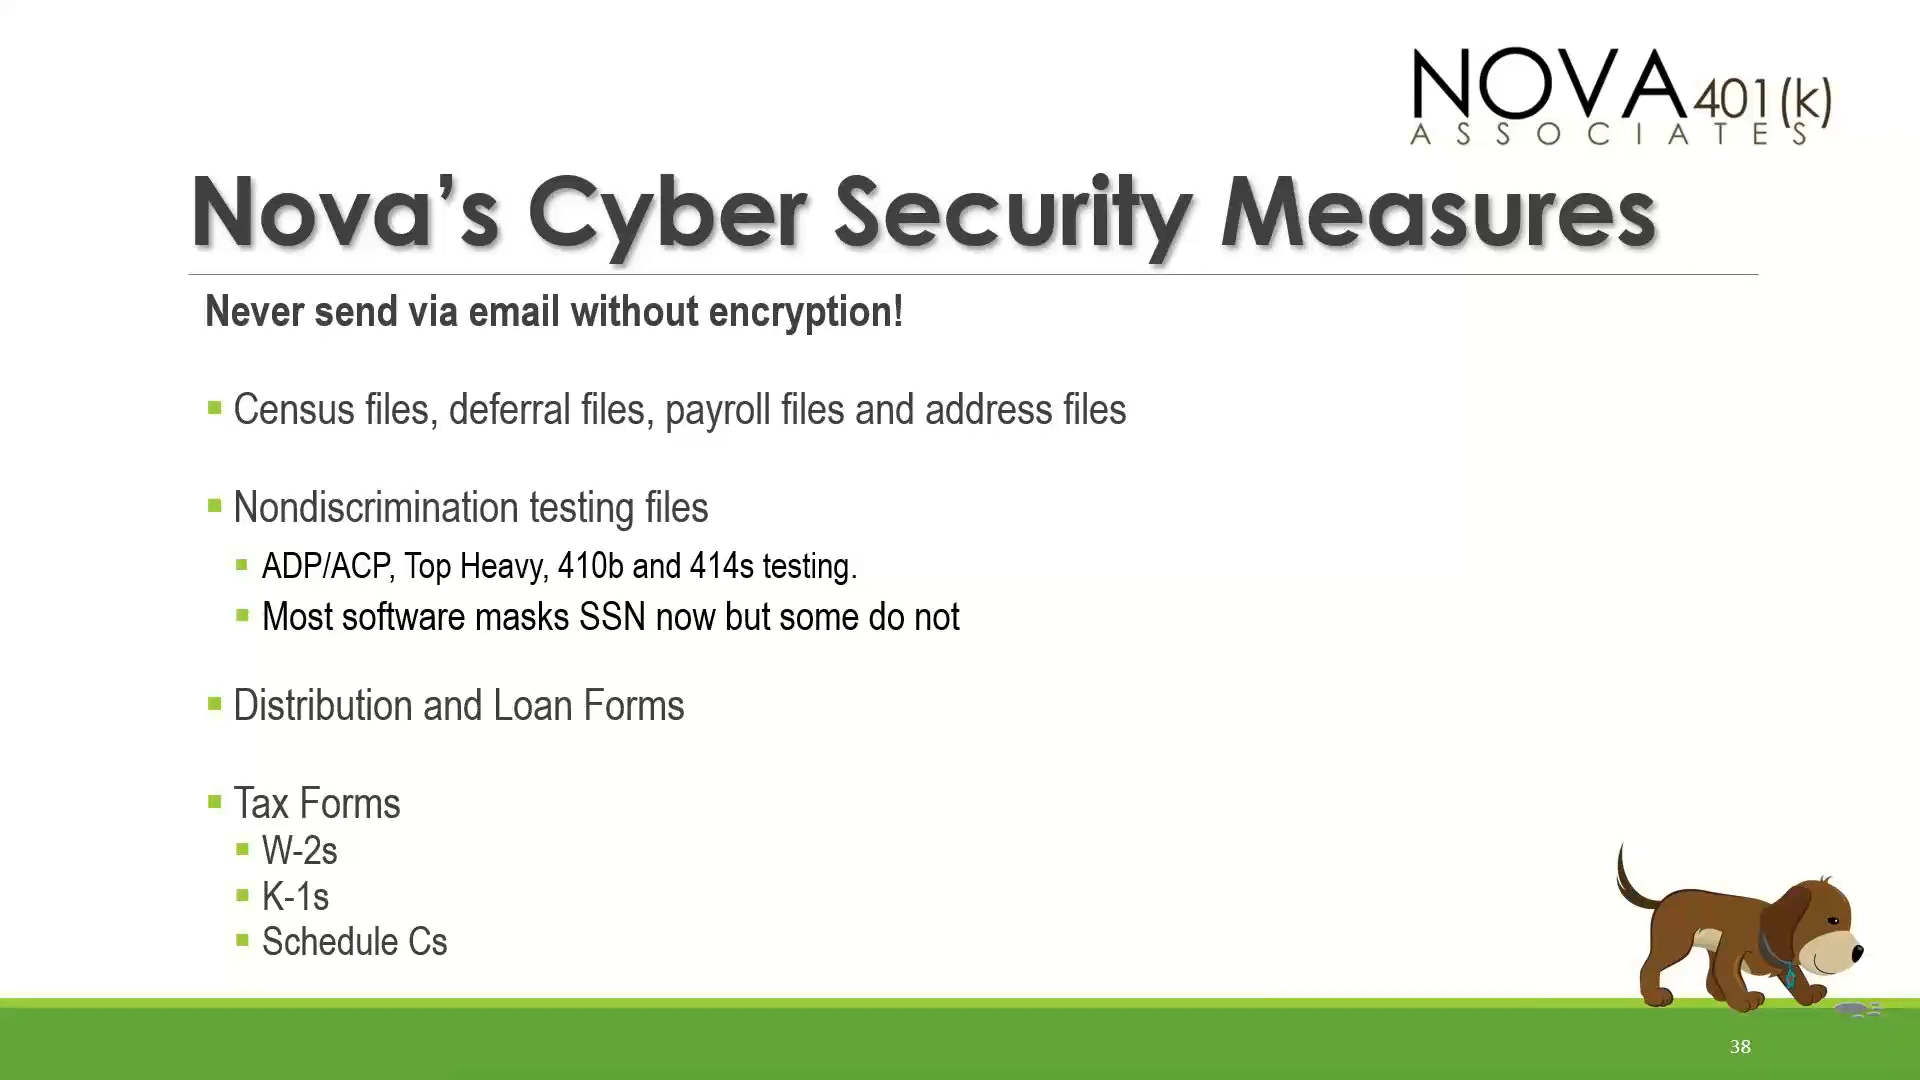 NOVA 401(k)
ASSOCIATES
Nova’s Cyber Security Measures
Never send via email without encryption!
Census files, deferral files, payroll files and address files
Nondiscrimination testing files
ADP/ACP, Top Heavy, 410b and 414s testing.
Most software masks SSN now but some do not
Distribution and Loan Forms
Tax Forms
W-2s
K-1s
Schedule Cs
38